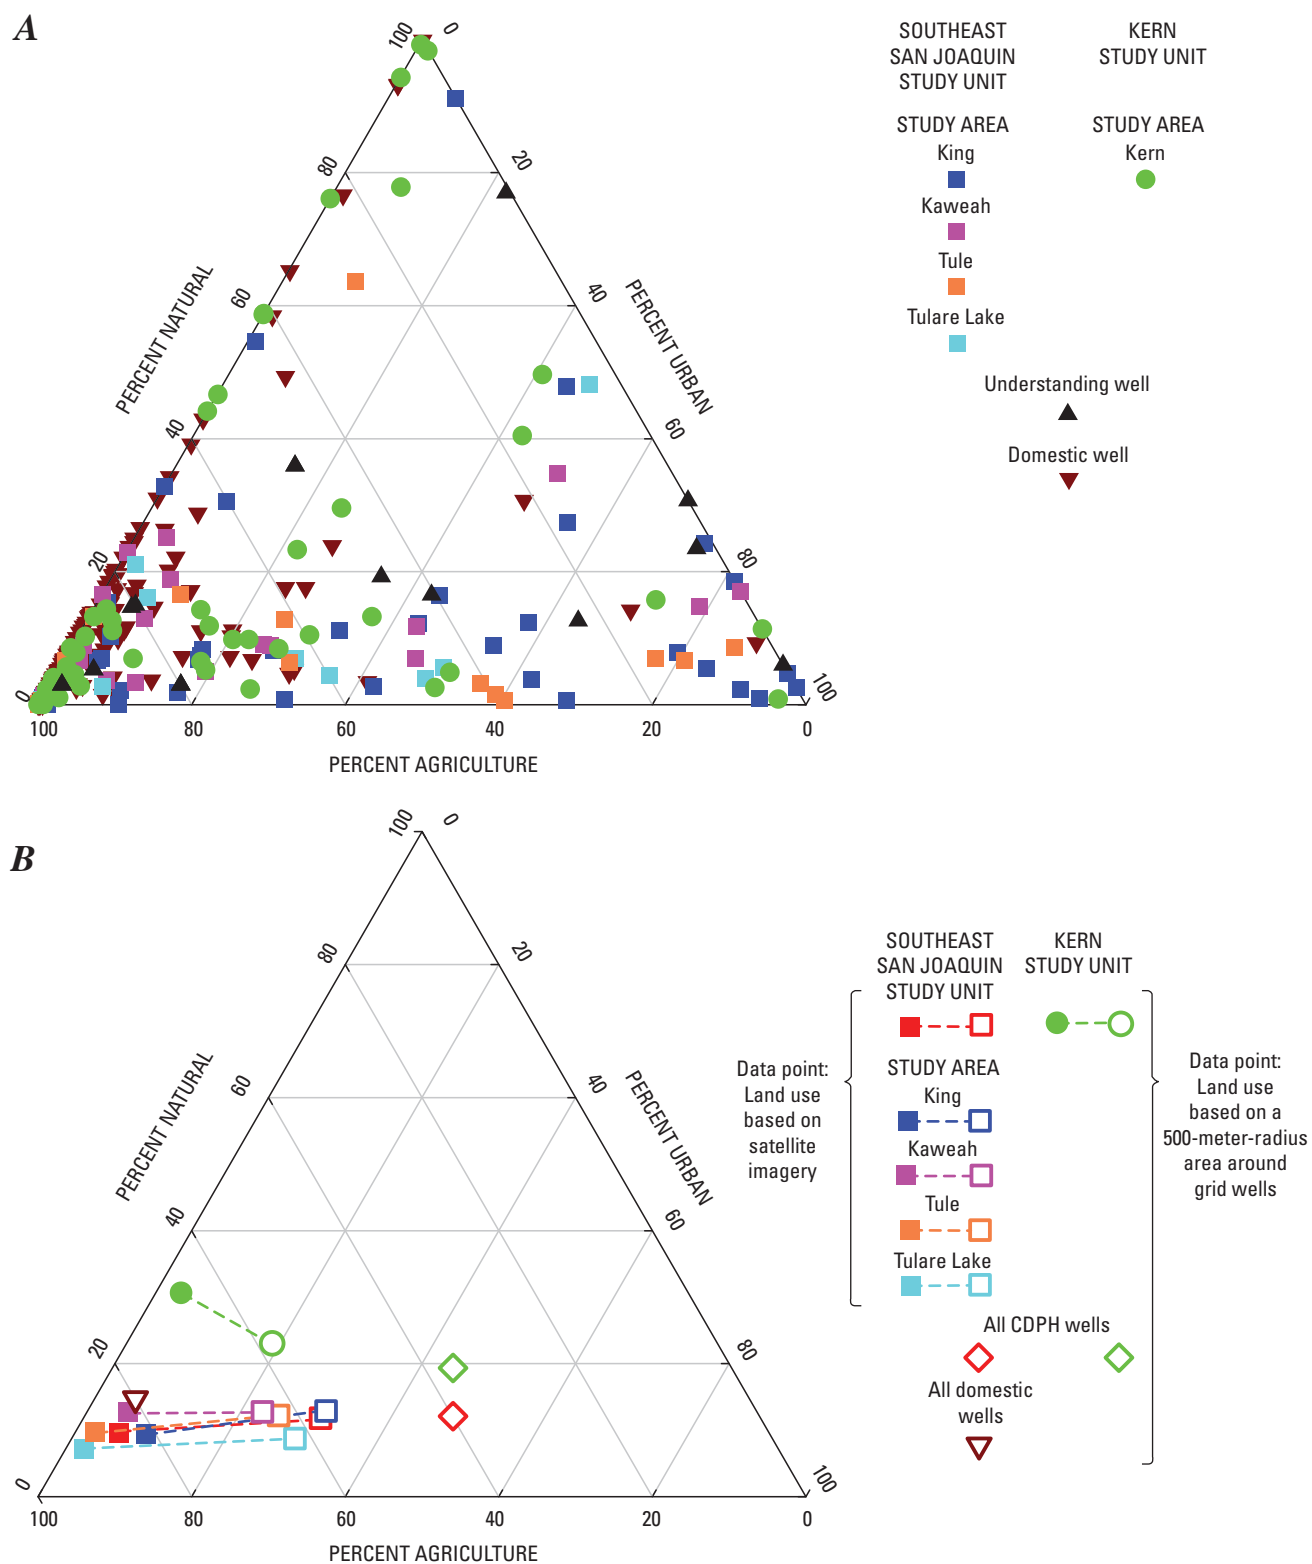 A
100
0
80
20
60
40
40
60
20
80
0
100
100
80
60
40
20
0
PERCENT NATURAL
PERCENT URBAN
PERCENT AGRICULTURE
SOUTHEAST
SAN JOAQUIN
STUDY UNIT
KERN
STUDY UNIT
STUDY AREA
King
Kaweah
Tule
Tulare Lake
STUDY AREA
Kern
Understanding well
Domestic well
B
100
0
80
20
60
40
40
60
20
80
0
100
100
80
60
40
20
0
PERCENT NATURAL
PERCENT URBAN
PERCENT AGRICULTURE
SOUTHEAST
SAN JOAQUIN
STUDY UNIT
KERN
STUDY UNIT
STUDY AREA
King
Kaweah
Tule
Tulare Lake
Data point:
Land use
based on
satellite
imagery
Data point:
Land use
based on a
500-meter-radius
area around
grid wells
All CDPH wells
All domestic
wells